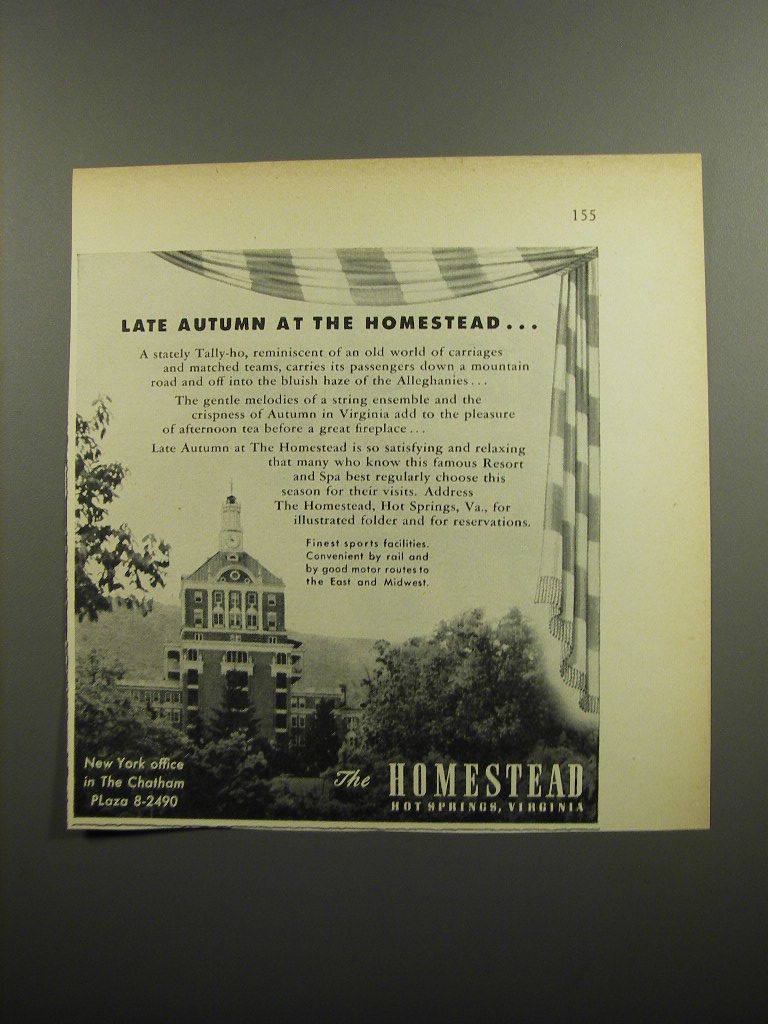 155
LATE AUTUMN AT THE HOMESTEAD...
A stately Tally-ho, reminiscent of an old world of carriages
and matched teams, carries its passengers down a mountain
road and off into the bluish haze of the Alleghanies...
The gentle melodies of a string ensemble and the
crispness of Autumn in Virginia add to the pleasure
of afternoon tea before a great fireplace...
Late Autumn at The Homestead is so satisfying and relaxing
that many who know this famous Resort
and Spa best regularly choose this
season for their visits. Address
The Homestead, Hot Springs, Va., for
illustrated folder and for reservations.
Finest sports facilities.
Convenient by rail and
by good motor routes to
the East and Midwest.
New York office
in The Chatham
PLaza 8-2490
The HOMESTEAD
HOT SPRINGS, VIRGINIA